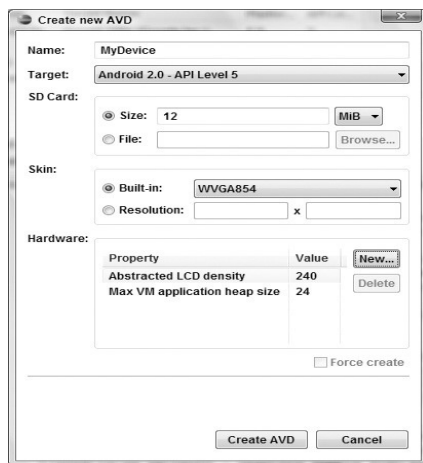 Create new AVD
Name: MyDevice
Target: Android 2.0 - API Level 5
SD Card:
Size: 12 MiB
File: Browse...
Skin:
Built-in: WVGA854
Resolution: x
Hardware:
Property Value New...
Abstracted LCD density 240 Delete
Max VM application heap size 24
Force create
Create AVD Cancel